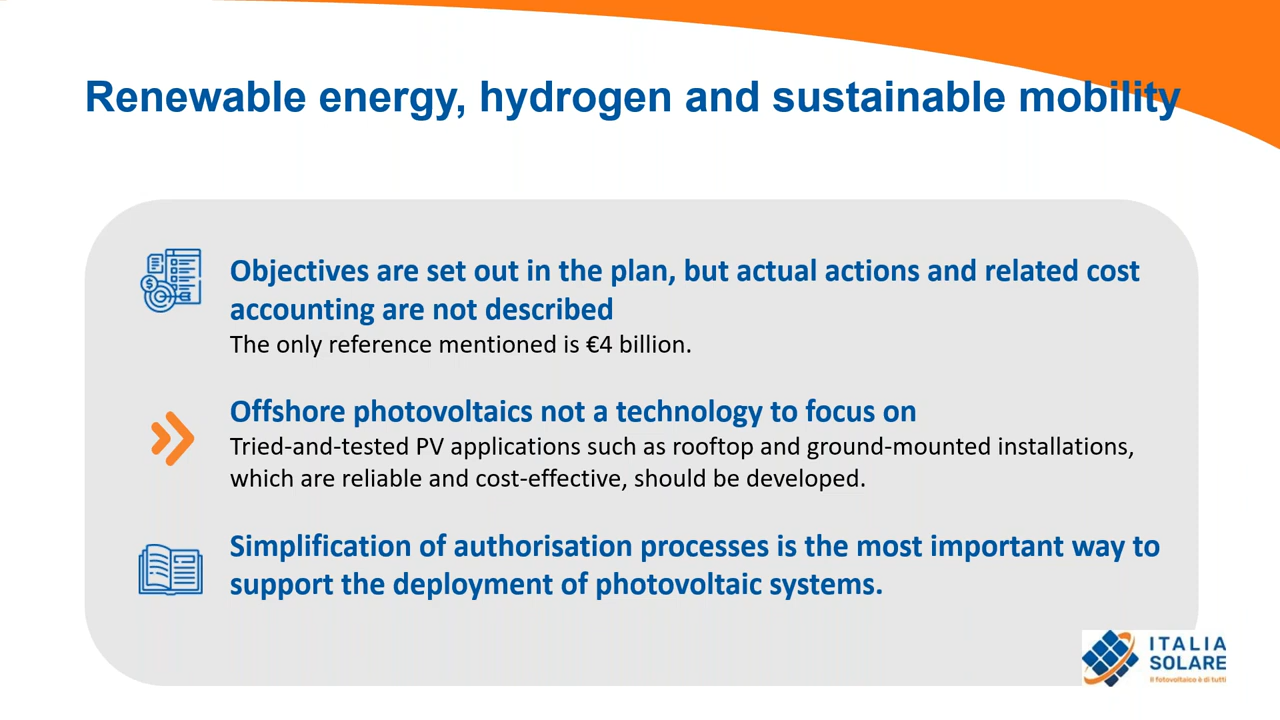 Renewable energy, hydrogen and sustainable mobility
Objectives are set out in the plan, but actual actions and related cost
accounting are not described
The only reference mentioned is €4 billion.
Offshore photovoltaics not a technology to focus on
Tried-and-tested PV applications such as rooftop and ground-mounted installations,
which are reliable and cost-effective, should be developed.
Simplification of authorisation processes is the most important way to
support the deployment of photovoltaic systems.
ITALIA
SOLARE
Il fotovoltaico è di tutti